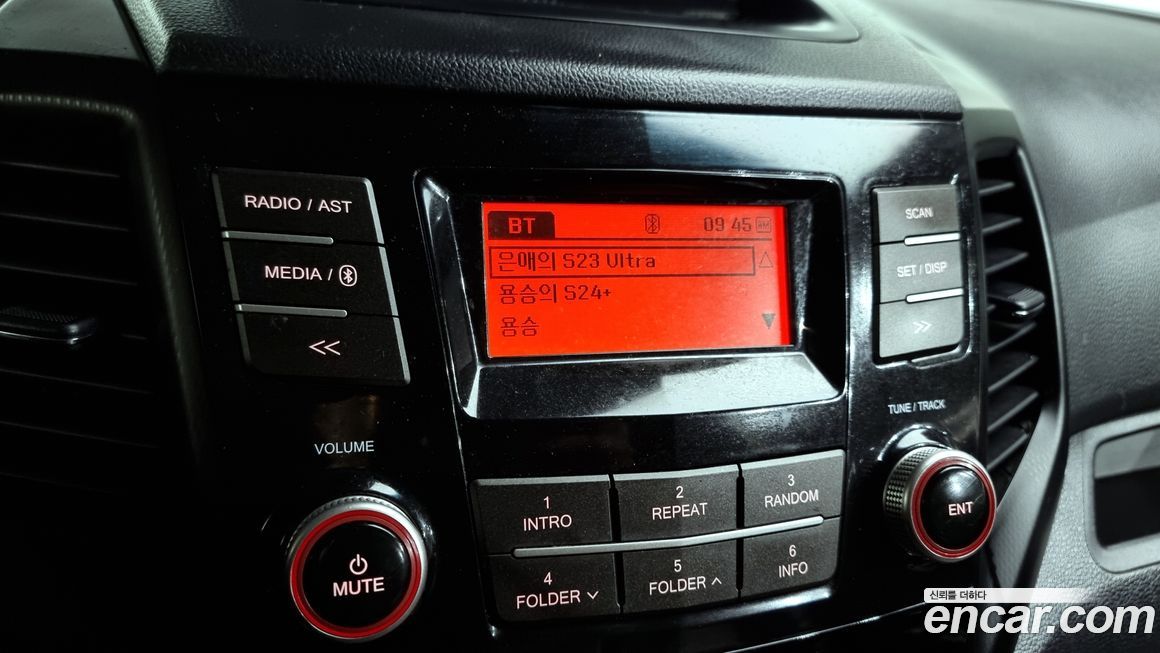 RADIO / AST
MEDIA /
<<
BT 09 45 AM
은애의 S23 Ultra
용승의 S24+
용승
SCAN
SET / DISP
>>
TUNE / TRACK
VOLUME
MUTE
1 INTRO
2 REPEAT
3 RANDOM
4 FOLDER ∨
5 FOLDER ∧
6 INFO
ENT
신뢰를 더하다
encar.com